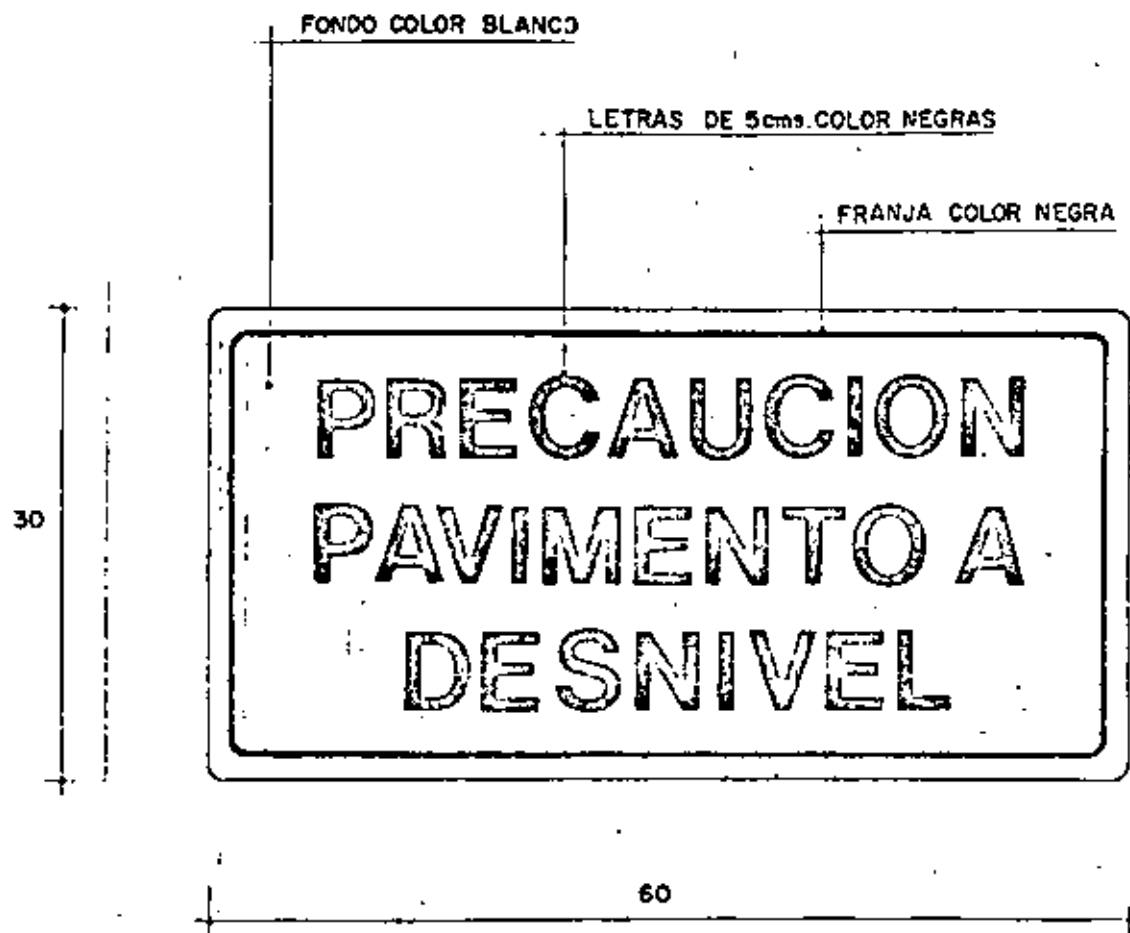 FONDO COLOR BLANCO
LETRAS DE 5cms. COLOR NEGRAS
FRANJA COLOR NEGRA
30
PRECAUCION
PAVIMENTO A
DESNIVEL
60